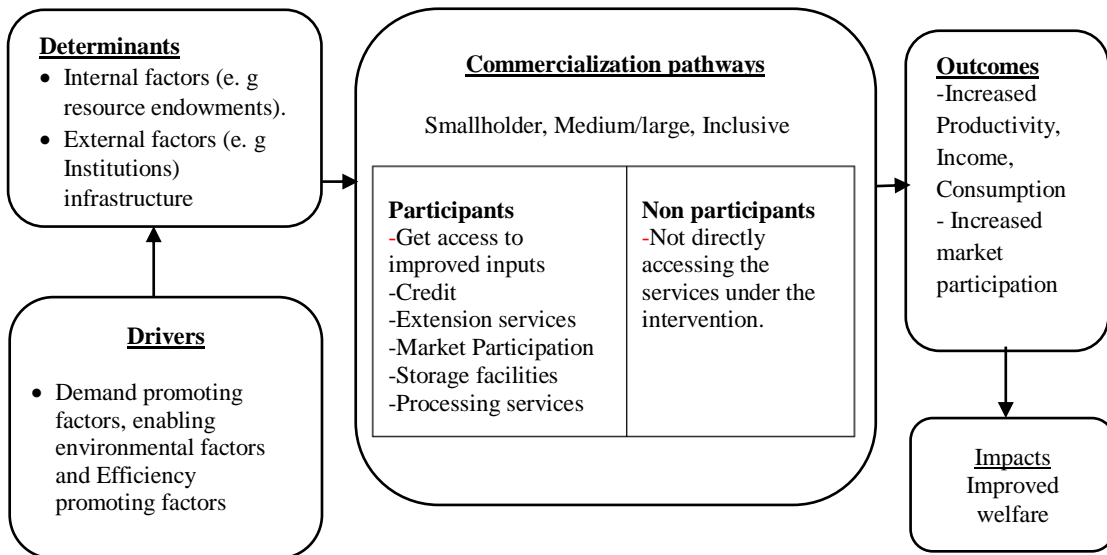 Determinants
• Internal factors (e. g
resource endowments).
• External factors (e. g
Institutions)
infrastructure
Drivers
• Demand promoting
factors, enabling
environmental factors
and Efficiency
promoting factors
Commercialization pathways
Smallholder, Medium/large, Inclusive
Participants
-Get access to
improved inputs
-Credit
-Extension services
-Market Participation
-Storage facilities
-Processing services
Non participants
-Not directly
accessing the
services under the
intervention.
Outcomes
-Increased
Productivity,
Income,
Consumption
- Increased
market
participation
Impacts
Improved
welfare